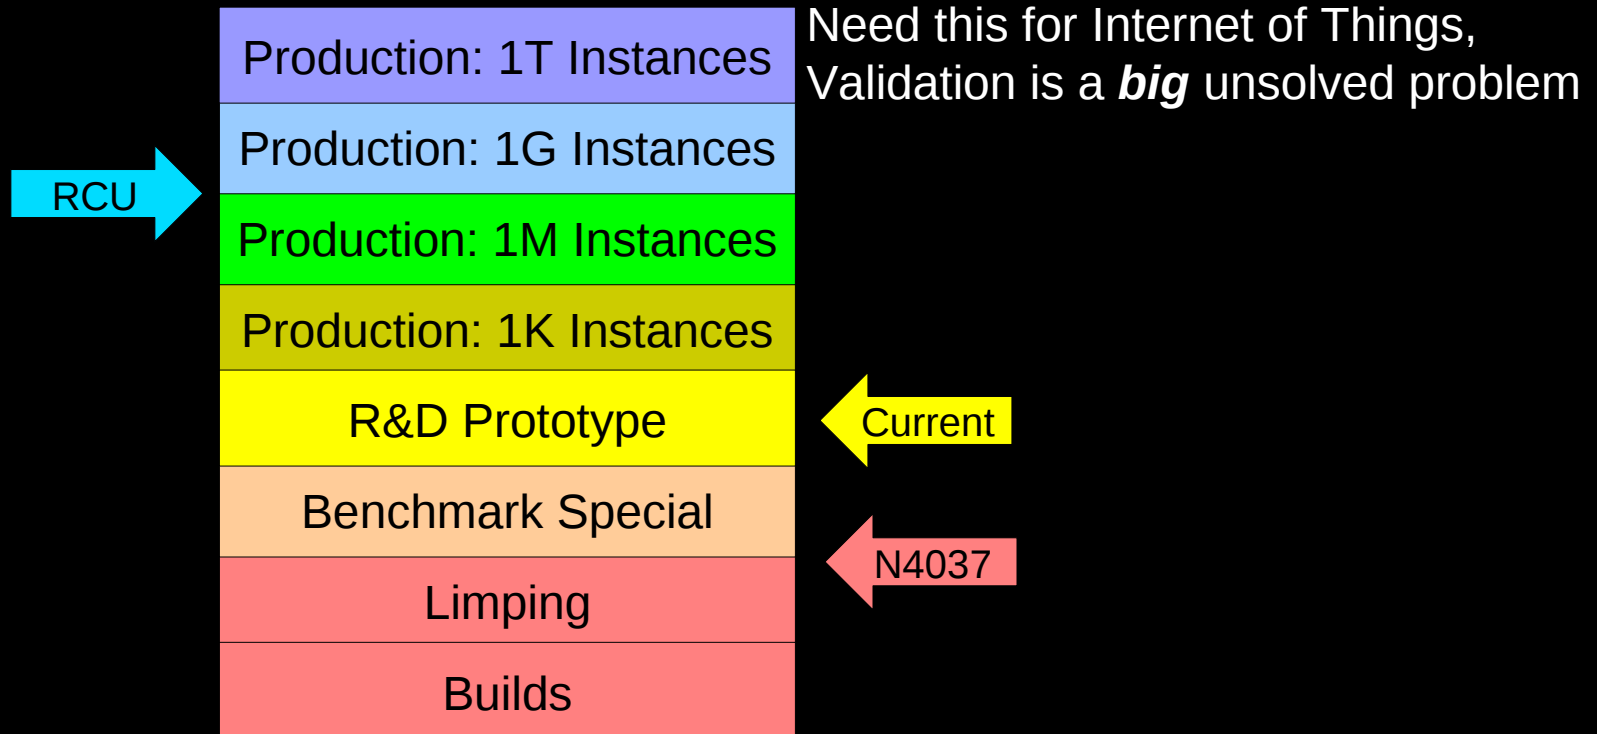 Need this for Internet of Things,
Validation is a big unsolved problem
Production: 1T Instances
Production: 1G Instances
RCU
Production: 1M Instances
Production: 1K Instances
R&D Prototype
Current
Benchmark Special
N4037
Limping
Builds